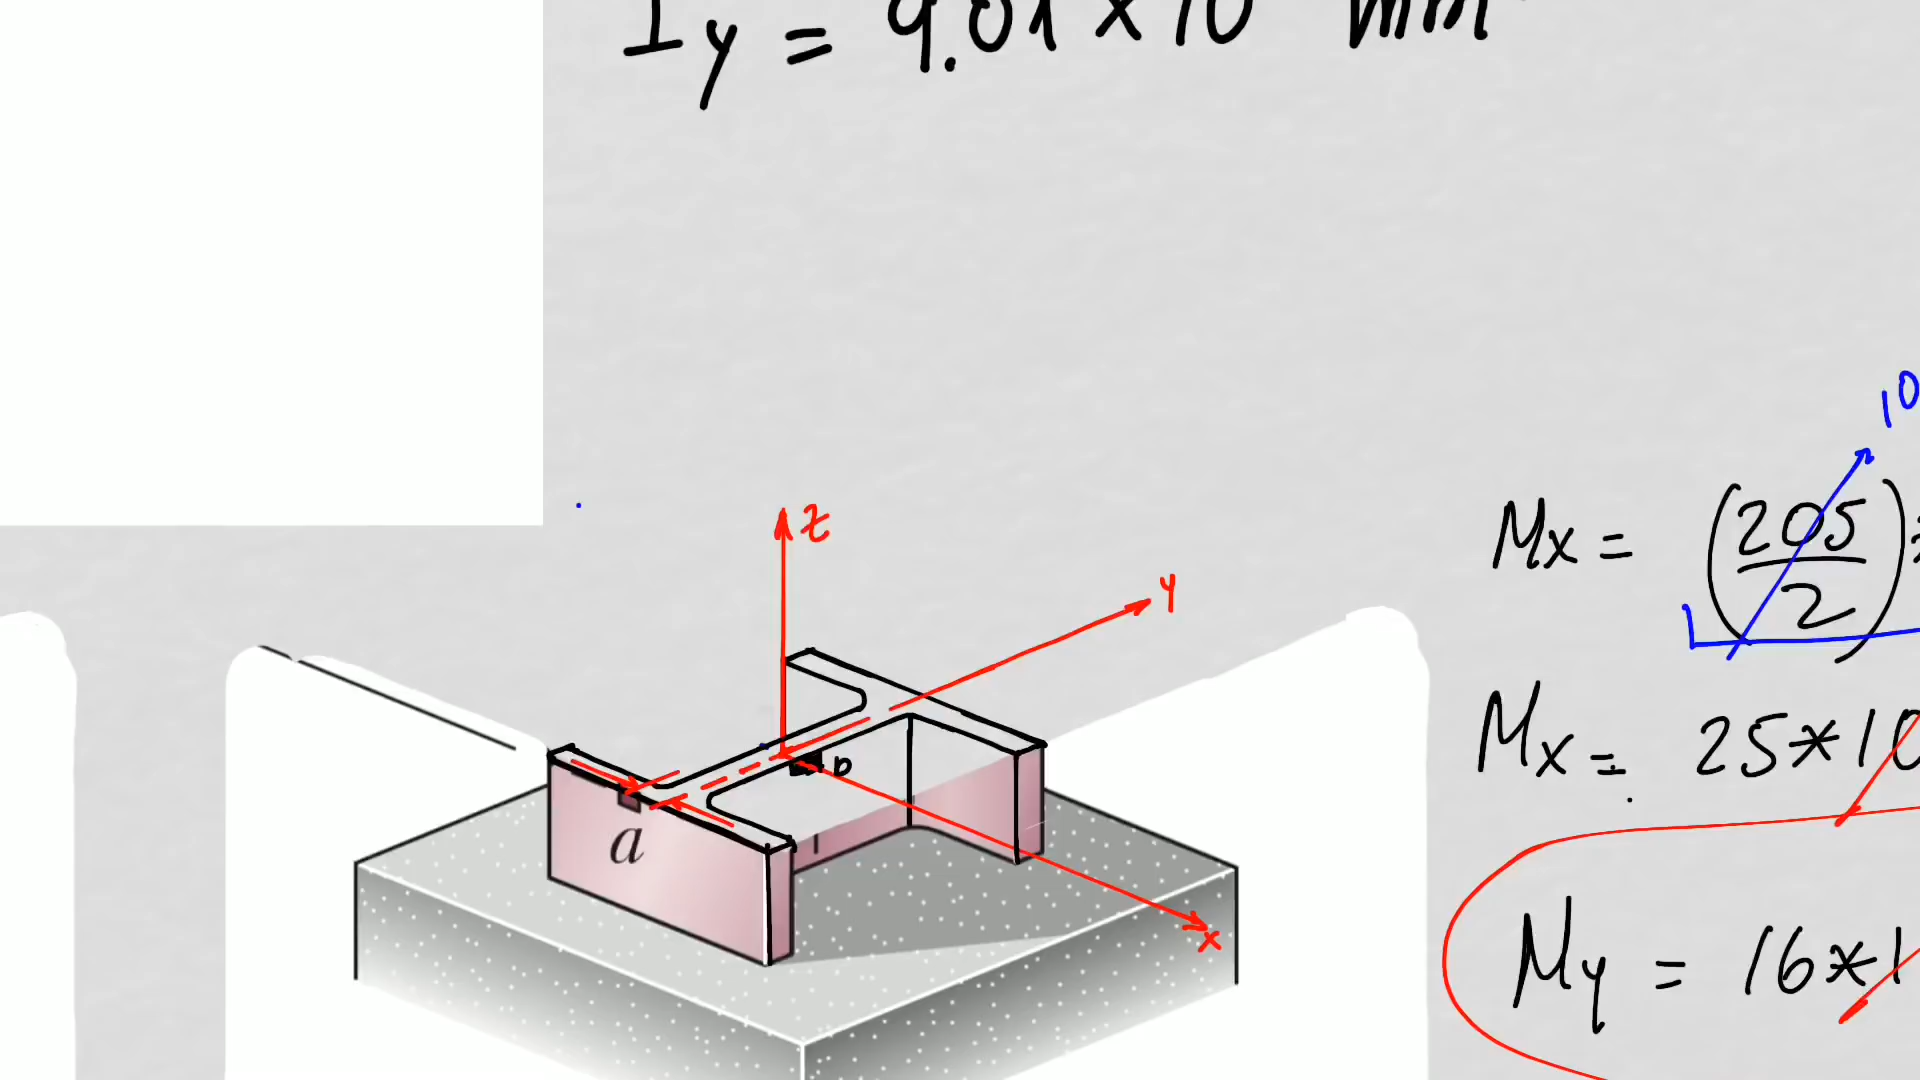 Iy = 9.01 x 10 mm
10
Mx = (205/2)
Z
Y
Mx = 25*10
b
a
x
My = 16*1